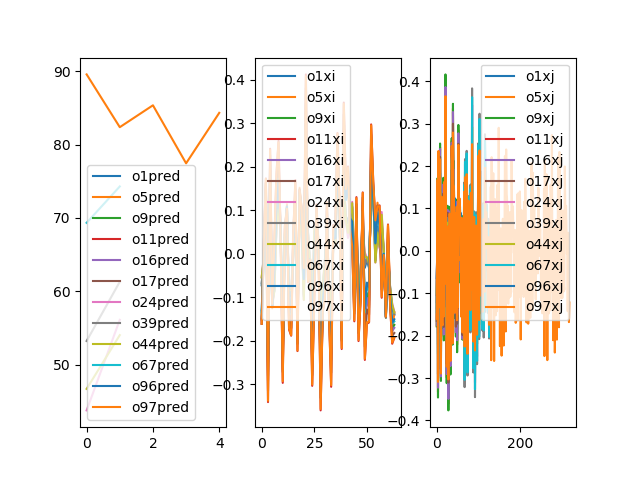 90
80
70
60
50
0
2
4
o1pred
o5pred
o9pred
o11pred
o16pred
o17pred
o24pred
o39pred
o44pred
o67pred
o96pred
o97pred
0.4
0.3
0.2
0.1
0.0
−0.1
−0.2
−0.3
0
25
50
o1xi
o5xi
o9xi
o11xi
o16xi
o17xi
o24xi
o39xi
o44xi
o67xi
o96xi
o97xi
0.4
0.3
0.2
0.1
0.0
−0.1
−0.2
−0.3
−0.4
0
200
o1xj
o5xj
o9xj
o11xj
o16xj
o17xj
o24xj
o39xj
o44xj
o67xj
o96xj
o97xj